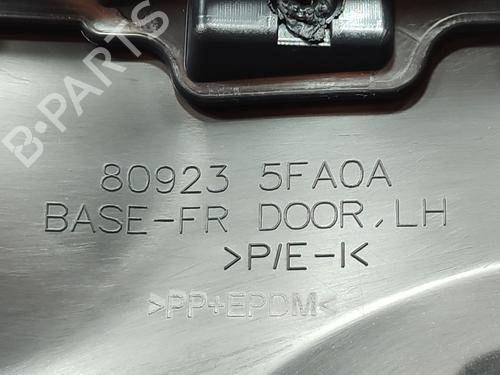 B-PARTS
80923 5FA0A
BASE-FR DOOR, LH
>P/E-I<
>PP+EPDM<